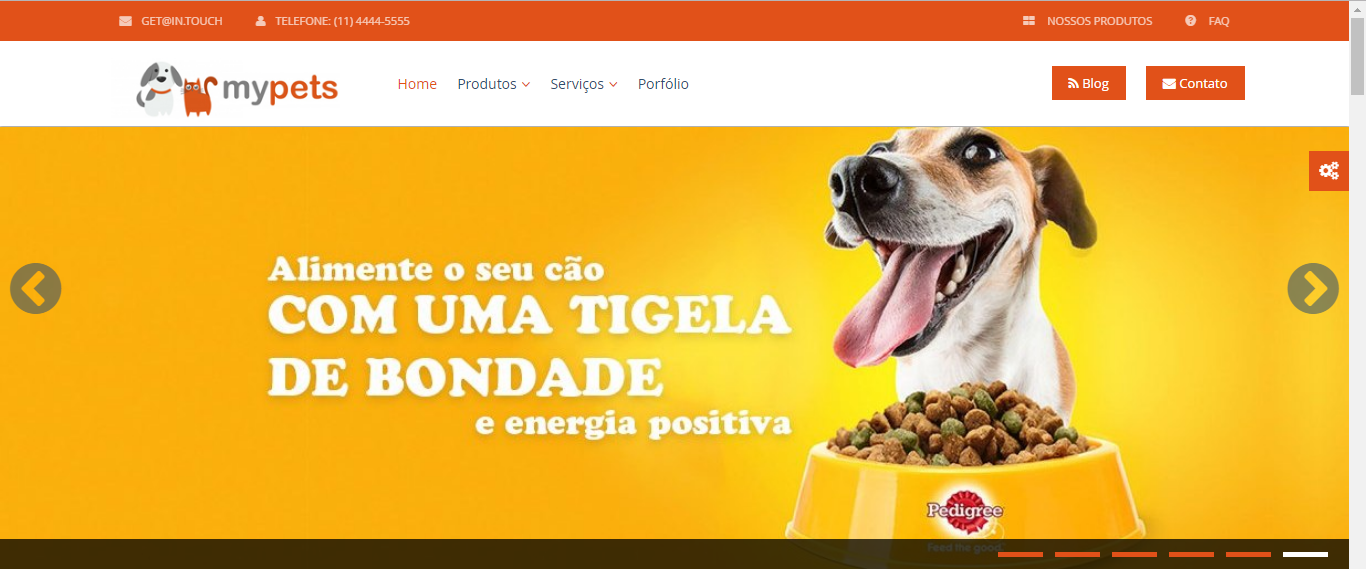 GET@IN.TOUCH
TELEFONE: (11) 4444-5555
NOSSOS PRODUTOS
FAQ
mypets
Home
Produtos
Serviços
Porfólio
Blog
Contato
Alimente o seu cão
COM UMA TIGELA
DE BONDADE
e energia positiva
Pedigree
Feed the good.